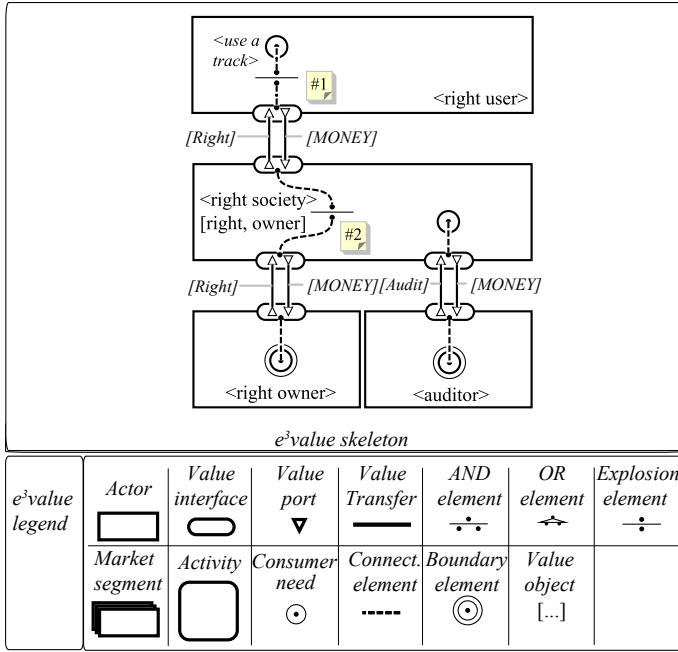 <use a
track>
#1
<right user>
[Right]
[MONEY]
<right society>
[right, owner]
#2
[Right]
[MONEY]
[Audit]
[MONEY]
<right owner>
<auditor>
e³value skeleton
e³value
legend
Actor
Value
interface
Value
port
Value
Transfer
AND
element
OR
element
Explosion
element
Market
segment
Activity
Consumer
need
Connect.
element
Boundary
element
Value
object
[...]